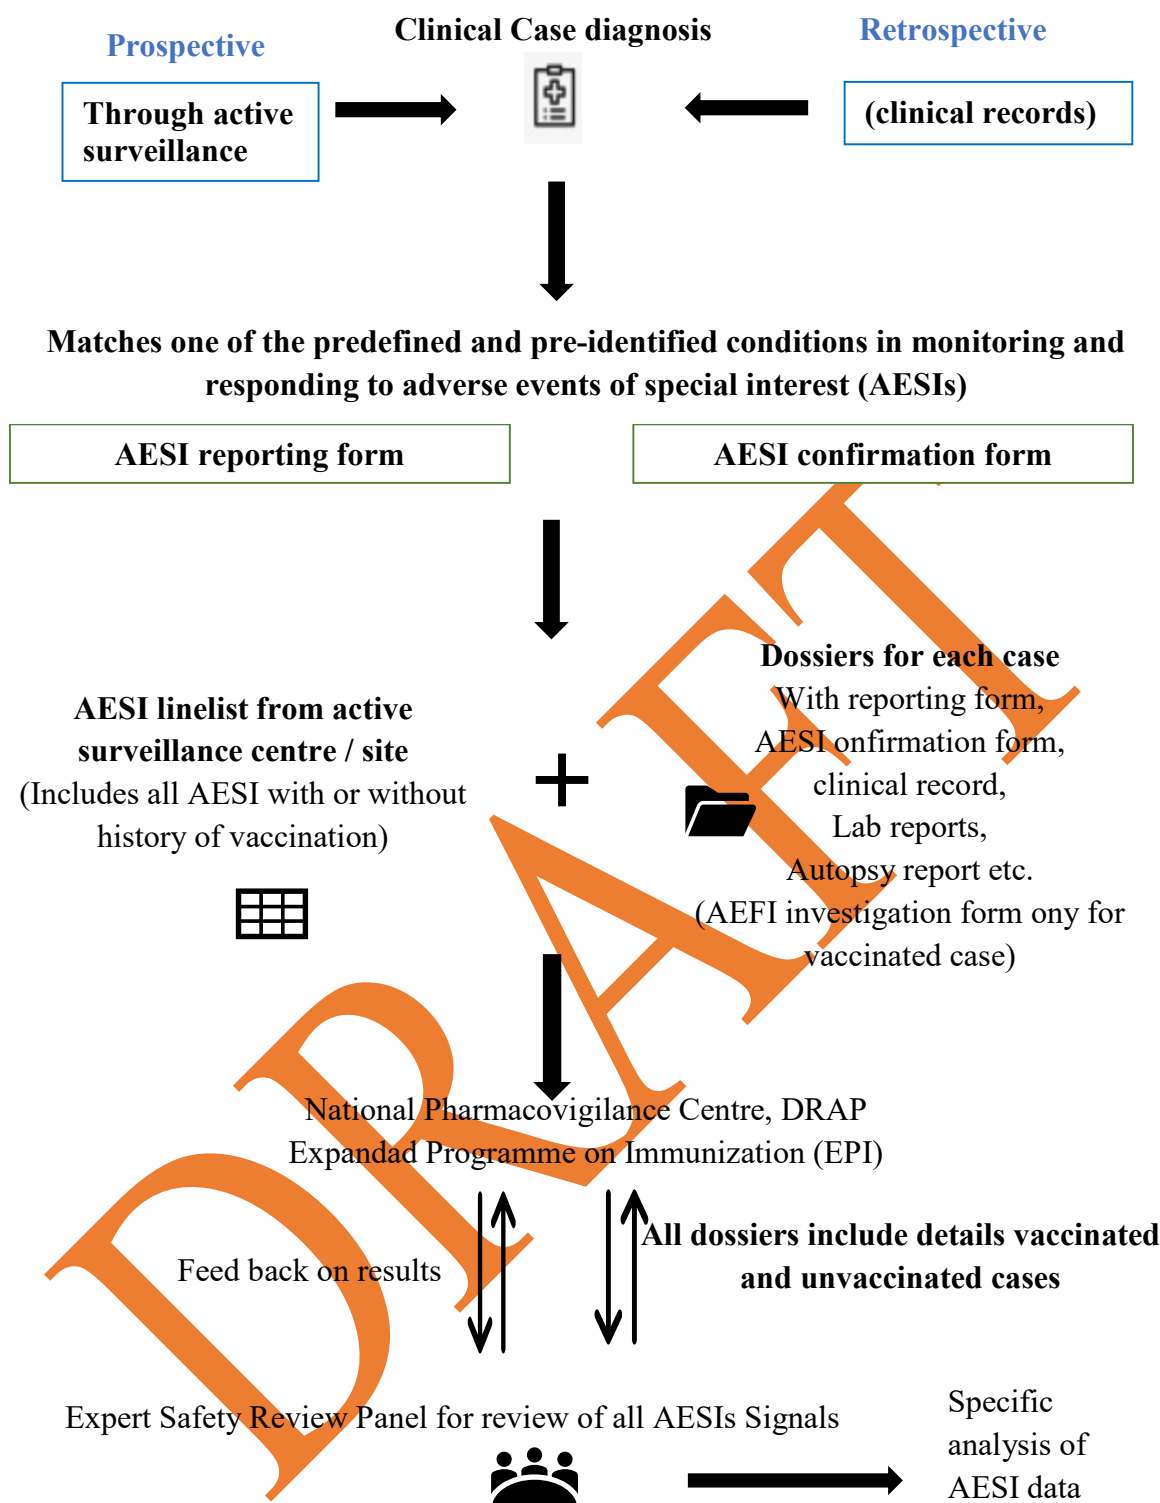 Prospective
Clinical Case diagnosis
Retrospective
Through active
surveillance
(clinical records)
Matches one of the predefined and pre-identified conditions in monitoring and
responding to adverse events of special interest (AESIs)
AESI reporting form
AESI confirmation form
AESI linelist from active
surveillance centre / site
(Includes all AESI with or without
history of vaccination)
Dossiers for each case
With reporting form,
AESI onfirmation form,
clinical record,
Lab reports,
Autopsy report etc.
(AEFI investigation form ony for
vaccinated case)
National Pharmacovigilance Centre, DRAP
Expandad Programme on Immunization (EPI)
Feed back on results
All dossiers include details vaccinated
and unvaccinated cases
Expert Safety Review Panel for review of all AESIs Signals
Specific
analysis of
AESI data
DRAFT